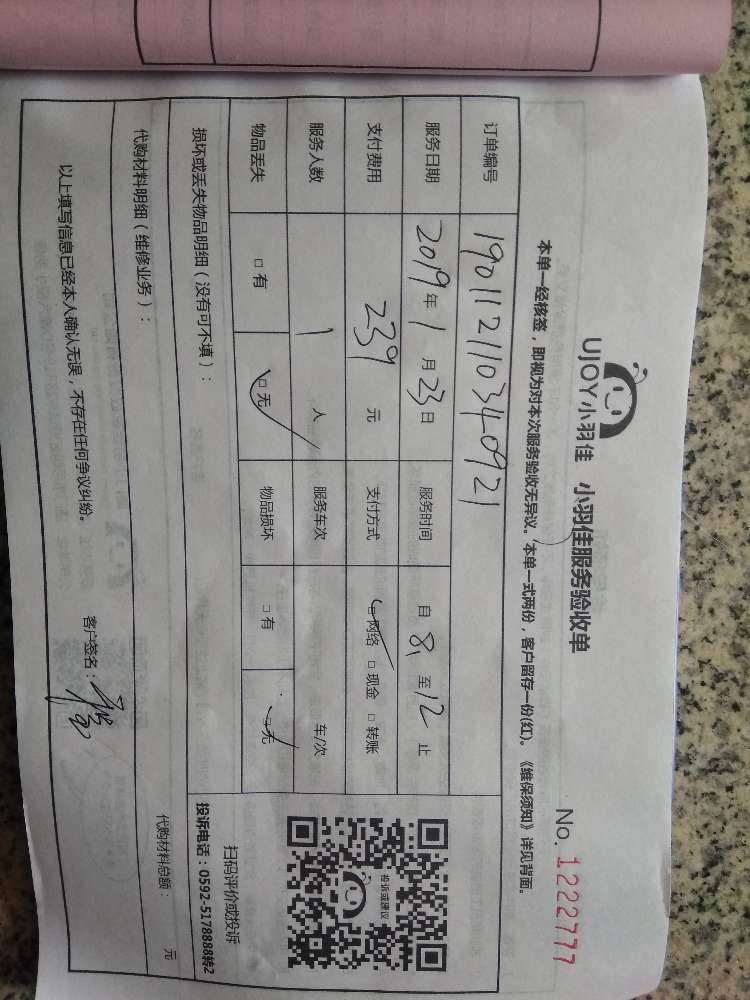 UJOY小羽佳 小羽佳服务验收单
No. 1222777
本单一经核签，即视为对本次服务验收无异议。本单一式两份，客户留存一份(红)。《维保须知》详见背面。
订单编号 190112110340921
服务日期 2019年1月23日 服务时间 自8至12止
支付费用 239元 支付方式 □网络 □现金 □转账
服务人数 1人 服务车次 车/次
物品丢失 □有 □无 物品损坏 □有 □无
投诉或建议
扫码评价或投诉
投诉电话：0592-5178888转2
损坏或丢失物品明细（没有可不填）：
代购材料明细（维修业务）： 代购材料总额： 元
以上填写信息已经本人确认无误，不存在任何争议纠纷。
客户签名：